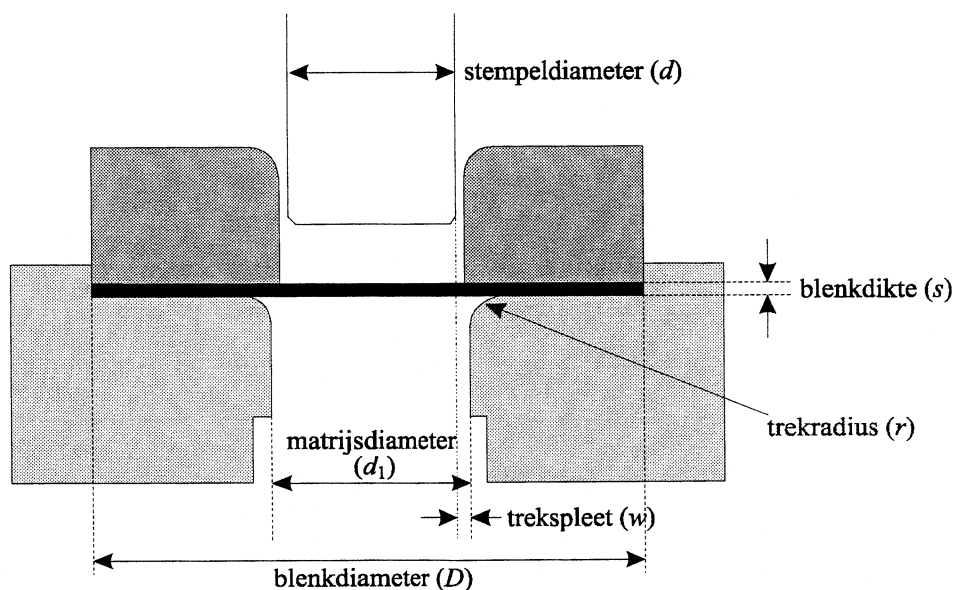 stempeldiameter (d)
blenkdikte (s)
trekradius (r)
matrijsdiameter
(d₁)
trekspleet (w)
blenkdiameter (D)